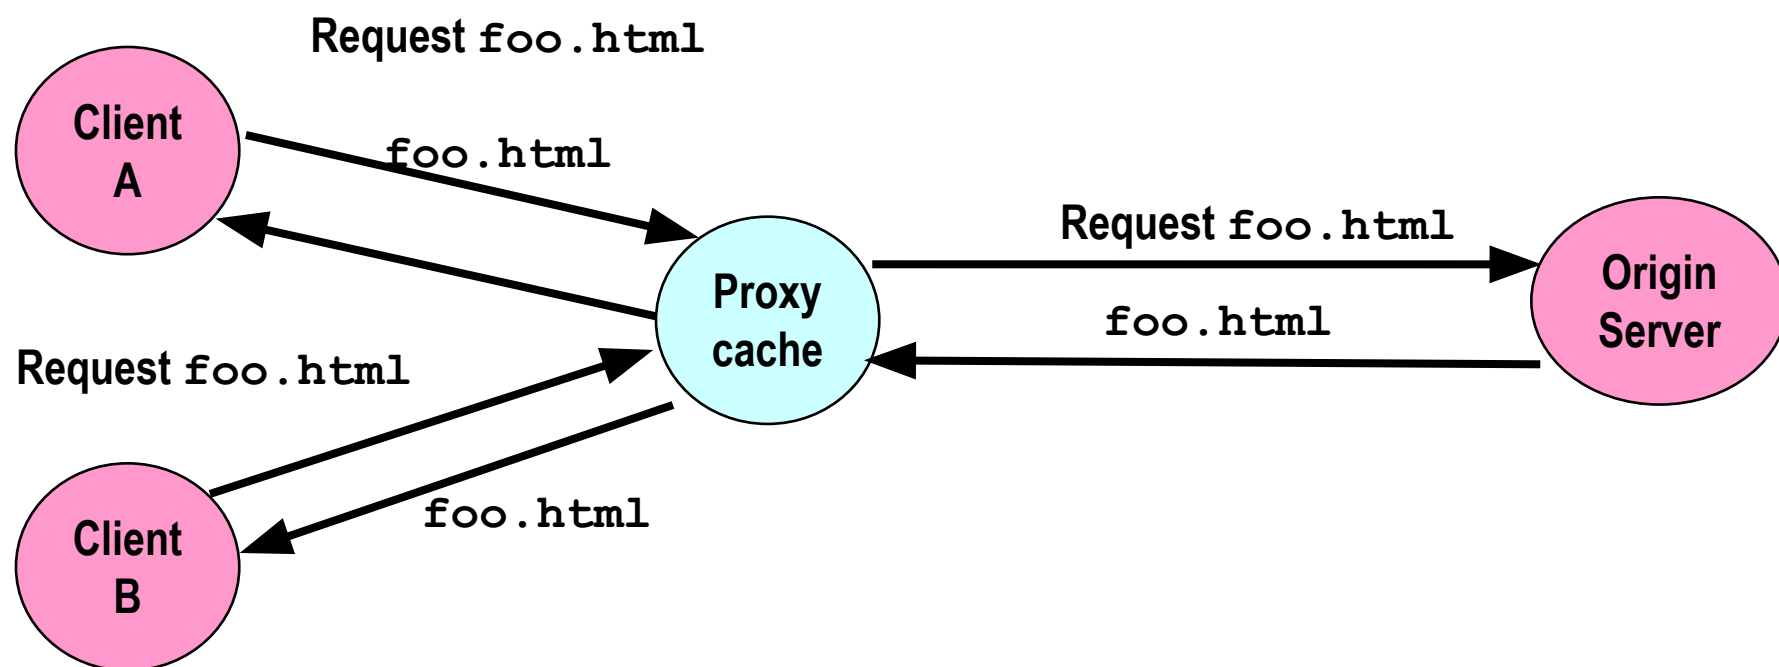 Request foo.html
Client
A
foo.html
Request foo.html
Proxy
cache
Origin
Server
foo.html
Request foo.html
foo.html
Client
B